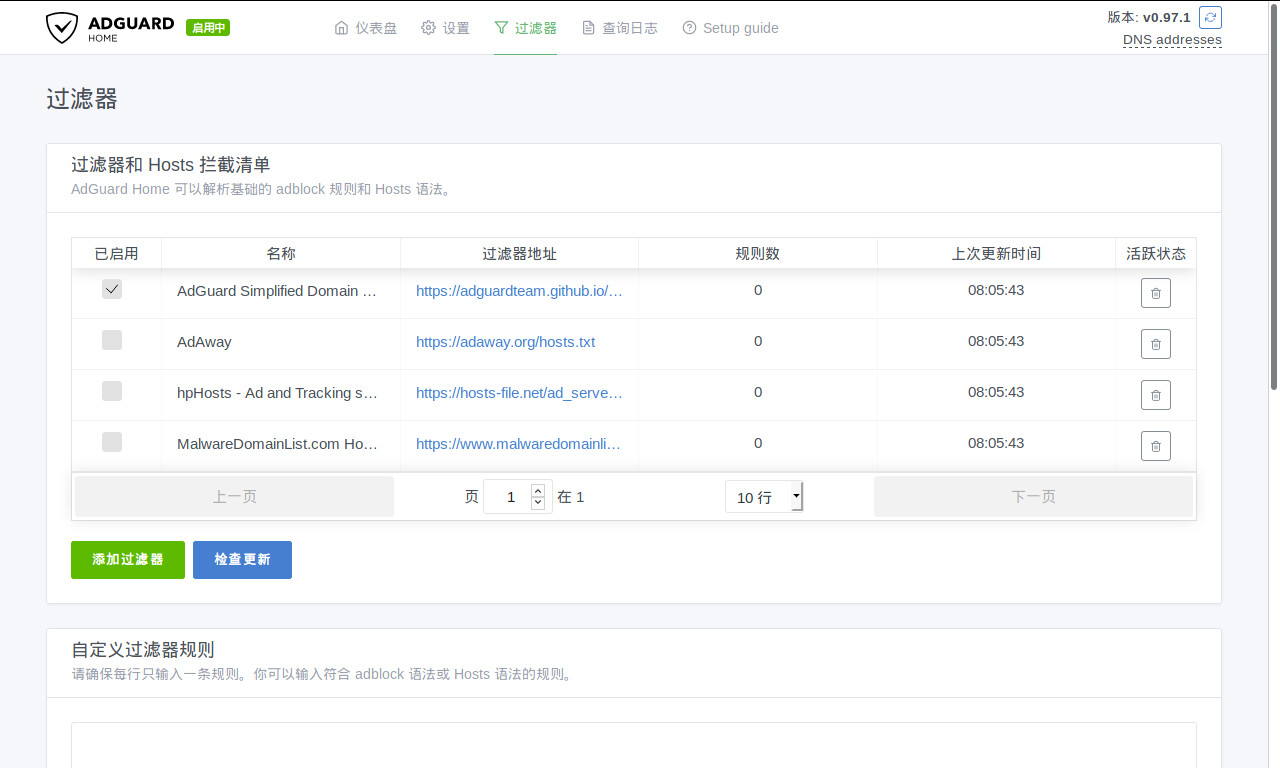 ADGUARD
HOME
启用中
仪表盘
设置
过滤器
查询日志
Setup guide
版本: v0.97.1
DNS addresses
过滤器
过滤器和 Hosts 拦截清单
AdGuard Home 可以解析基础的 adblock 规则和 Hosts 语法。
已启用 名称 过滤器地址 规则数 上次更新时间 活跃状态
AdGuard Simplified Domain … https://adguardteam.github.io/… 0 08:05:43
AdAway https://adaway.org/hosts.txt 0 08:05:43
hpHosts - Ad and Tracking s… https://hosts-file.net/ad_serve… 0 08:05:43
MalwareDomainList.com Ho… https://www.malwaredomainli… 0 08:05:43
上一页 页 1 在 1 10 行 下一页
添加过滤器 检查更新
自定义过滤器规则
请确保每行只输入一条规则。你可以输入符合 adblock 语法或 Hosts 语法的规则。